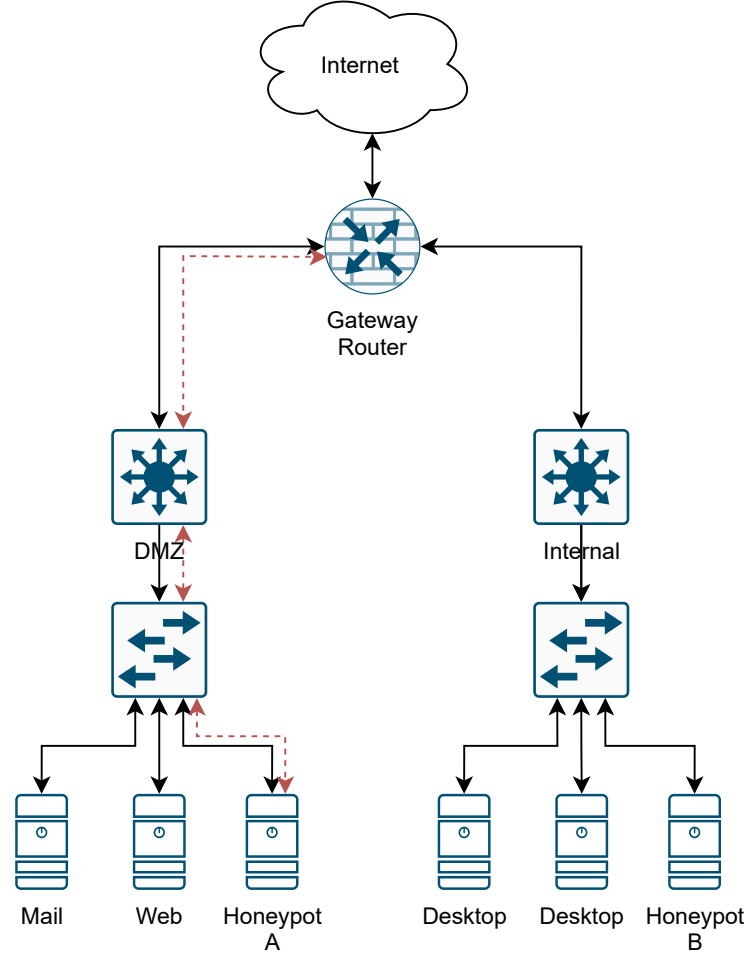 Internet
Gateway
Router
DMZ
Internal
Mail
Web
Honeypot
A
Desktop
Desktop
Honeypot
B